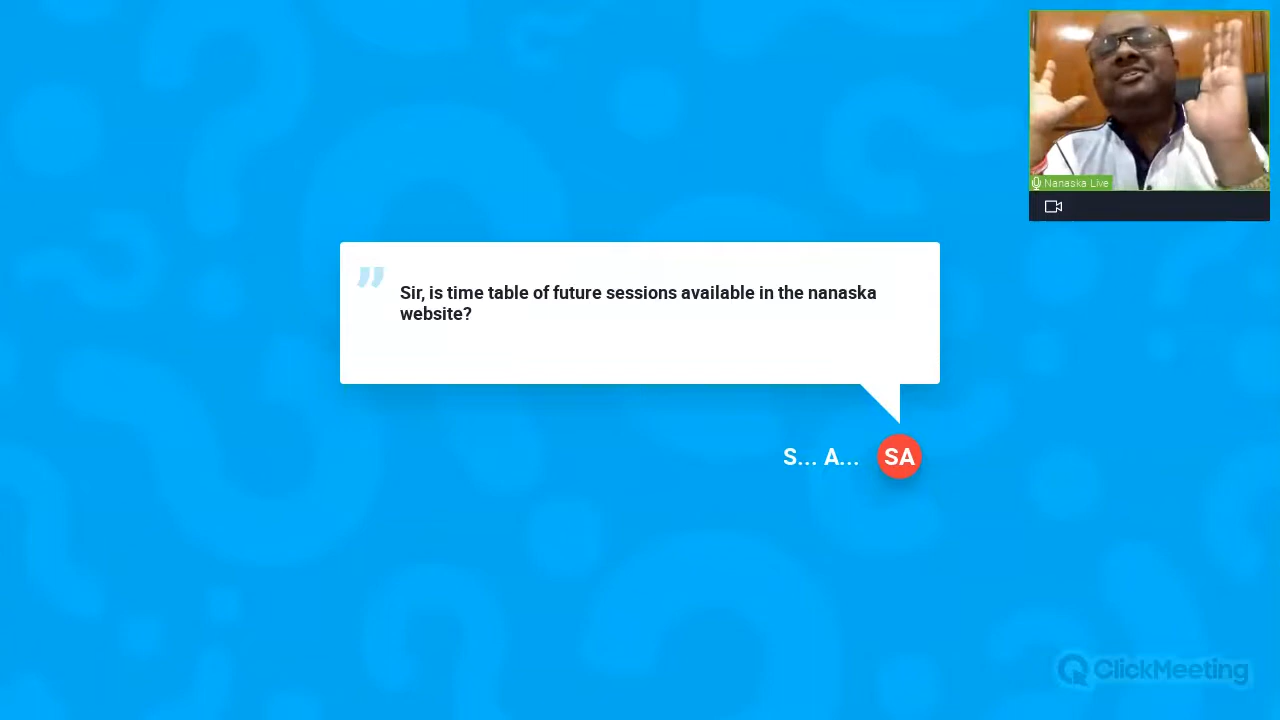 Nanaska Live
Sir, is time table of future sessions available in the nanaska
website?
S... A...
SA
ClickMeeting